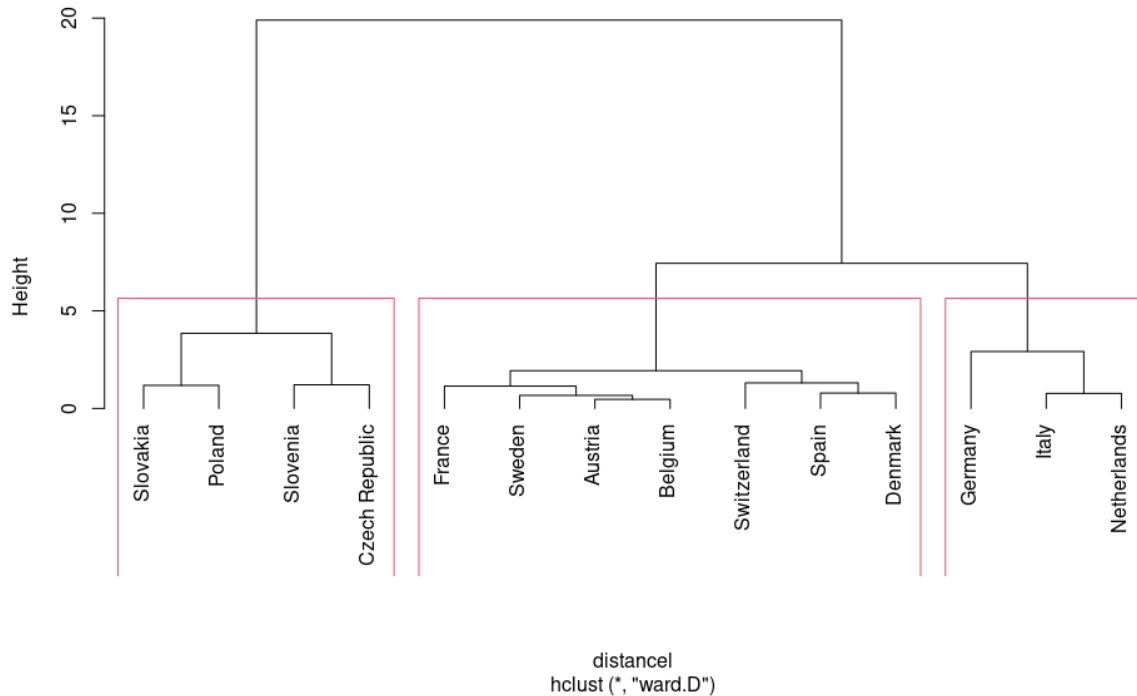 20
15
10
5
0
Height
Slovakia
Poland
Slovenia
Czech Republic
France
Sweden
Austria
Belgium
Switzerland
Spain
Denmark
Germany
Italy
Netherlands
distancel
hclust (*, "ward.D")